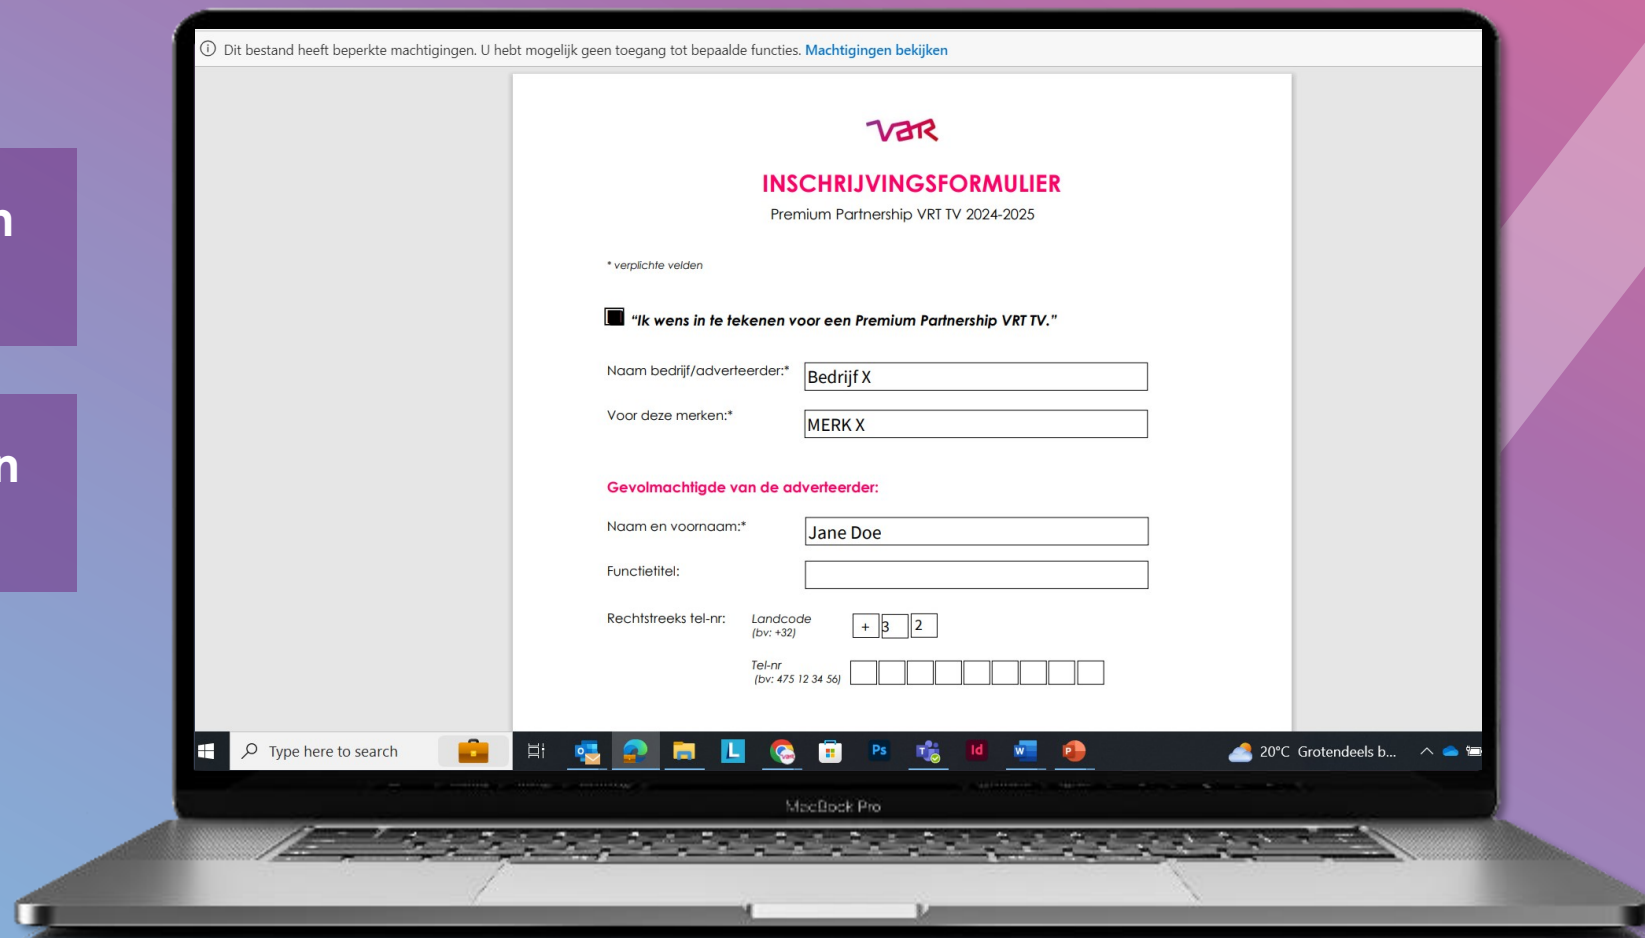 n
n
Dit bestand heeft beperkte machtigingen. U hebt mogelijk geen toegang tot bepaalde functies. Machtigingen bekijken
var
INSCHRIJVINGSFORMULIER
Premium Partnership VRT TV 2024-2025
* verplichte velden
“Ik wens in te tekenen voor een Premium Partnership VRT TV.”
Naam bedrijf/adverteerder:* Bedrijf X
Voor deze merken:* MERK X
Gevolmachtigde van de adverteerder:
Naam en voornaam:* Jane Doe
Functietitel:
Rechtstreeks tel-nr: Landcode + 3 2
(bv: +32)
Tel-nr
(bv: 475 12 34 56)
Type here to search L Ps Id W P 20°C Grotendeels b...
MacBook Pro